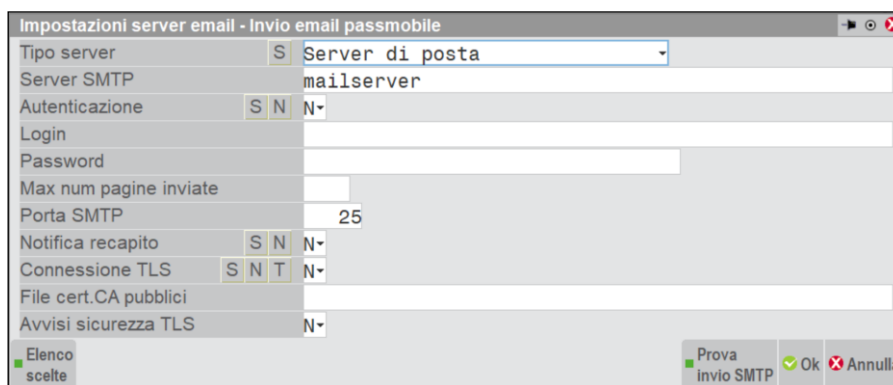 Impostazioni server email - Invio email passmobile
Tipo server S Server di posta
Server SMTP mailserver
Autenticazione S N N
Login
Password
Max num pagine inviate
Porta SMTP 25
Notifica recapito S N N
Connessione TLS S N T N
File cert.CA pubblici
Avvisi sicurezza TLS N
Elenco scelte
Prova invio SMTP Ok Annull